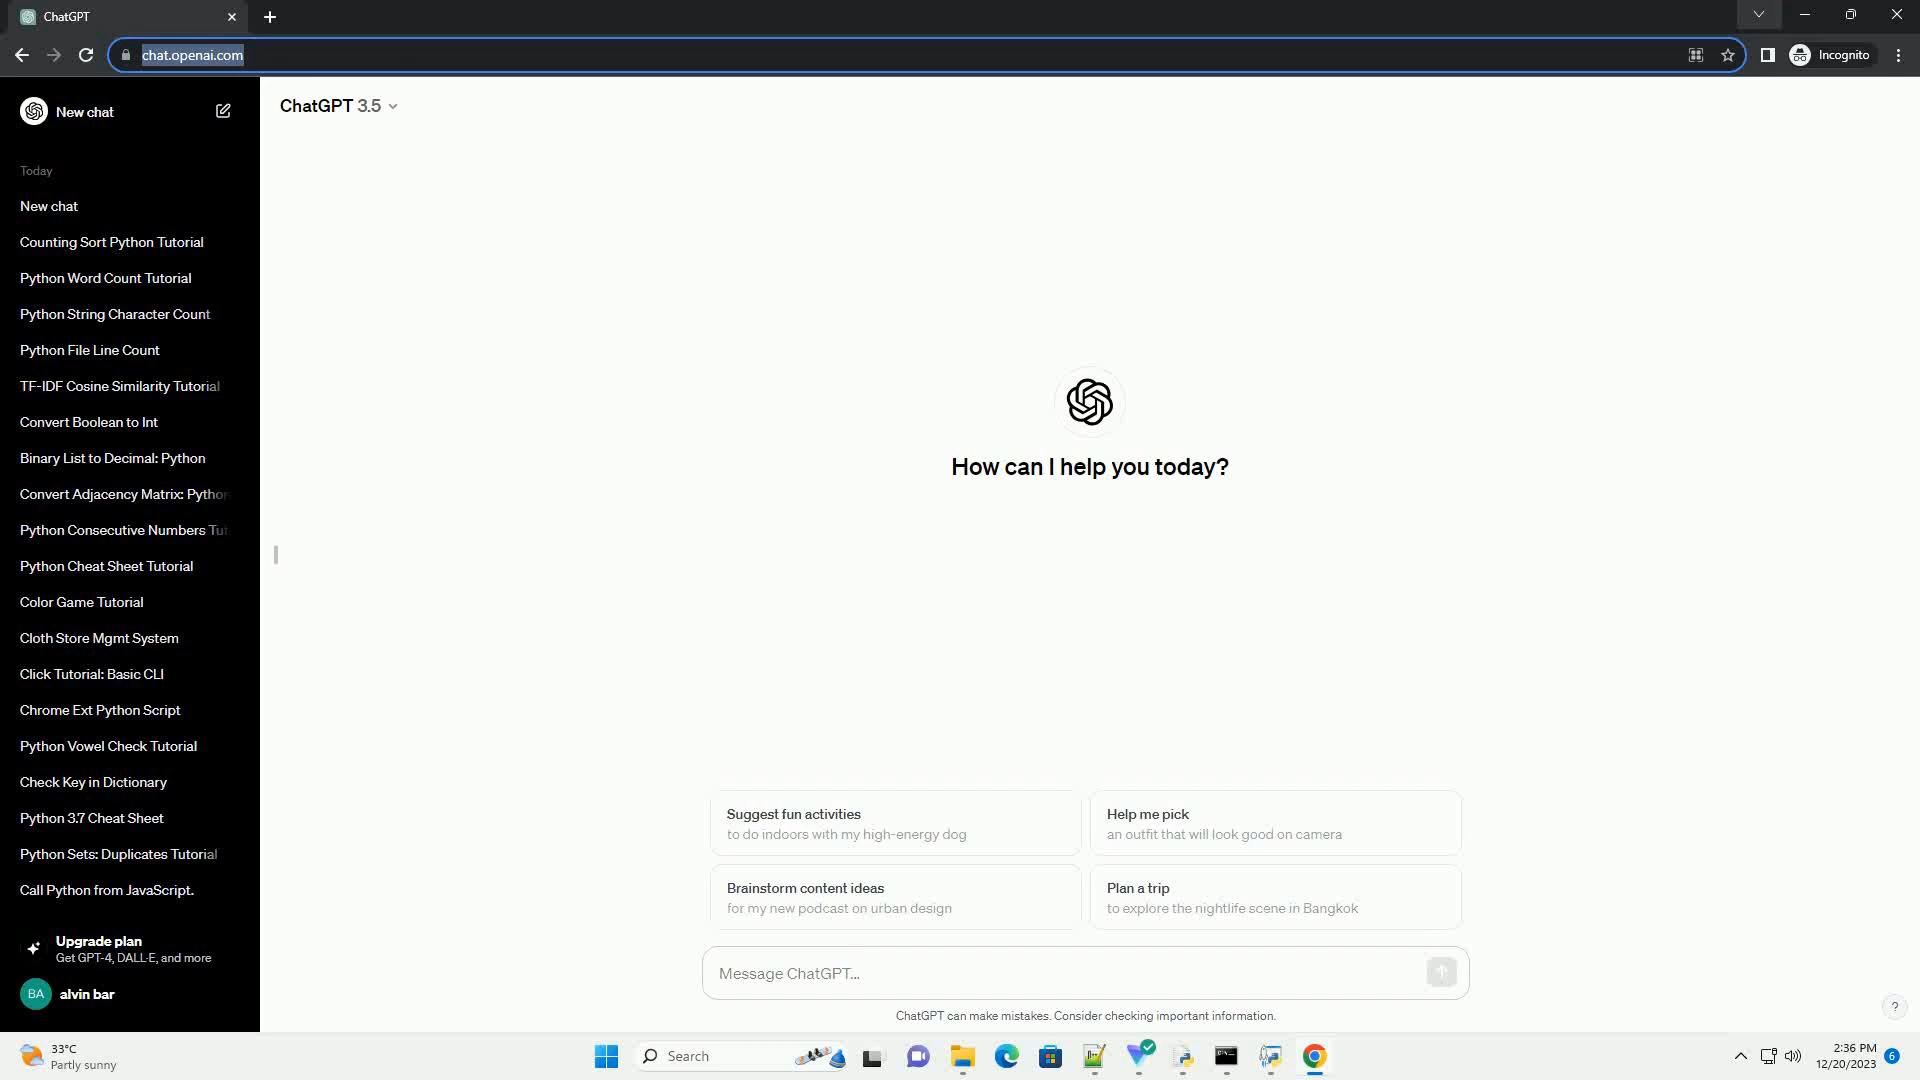 ChatGPT
chat.openai.com
Incognito
New chat
ChatGPT 3.5
Today
New chat
Counting Sort Python Tutorial
Python Word Count Tutorial
Python String Character Count
Python File Line Count
TF-IDF Cosine Similarity Tutorial
Convert Boolean to Int
Binary List to Decimal: Python
Convert Adjacency Matrix: Python
Python Consecutive Numbers Tut
Python Cheat Sheet Tutorial
Color Game Tutorial
Cloth Store Mgmt System
Click Tutorial: Basic CLI
Chrome Ext Python Script
Python Vowel Check Tutorial
Check Key in Dictionary
Python 3.7 Cheat Sheet
Python Sets: Duplicates Tutorial
Call Python from JavaScript.
Upgrade plan
Get GPT-4, DALL·E, and more
BA alvin bar
How can I help you today?
Suggest fun activities
to do indoors with my high-energy dog
Help me pick
an outfit that will look good on camera
Brainstorm content ideas
for my new podcast on urban design
Plan a trip
to explore the nightlife scene in Bangkok
Message ChatGPT...
ChatGPT can make mistakes. Consider checking important information.
?
33°C
Partly sunny
Search
2:36 PM
12/20/2023
6